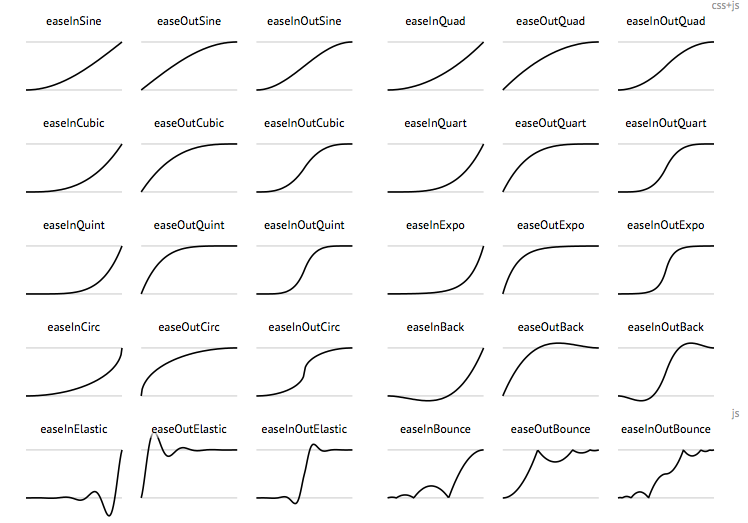 css+js
easeInSine easeOutSine easeInOutSine easeInQuad easeOutQuad easeInOutQuad
easeInCubic easeOutCubic easeInOutCubic easeInQuart easeOutQuart easeInOutQuart
easeInQuint easeOutQuint easeInOutQuint easeInExpo easeOutExpo easeInOutExpo
easeInCirc easeOutCirc easeInOutCirc easeInBack easeOutBack easeInOutBack
js
easeInElastic easeOutElastic easeInOutElastic easeInBounce easeOutBounce easeInOutBounce